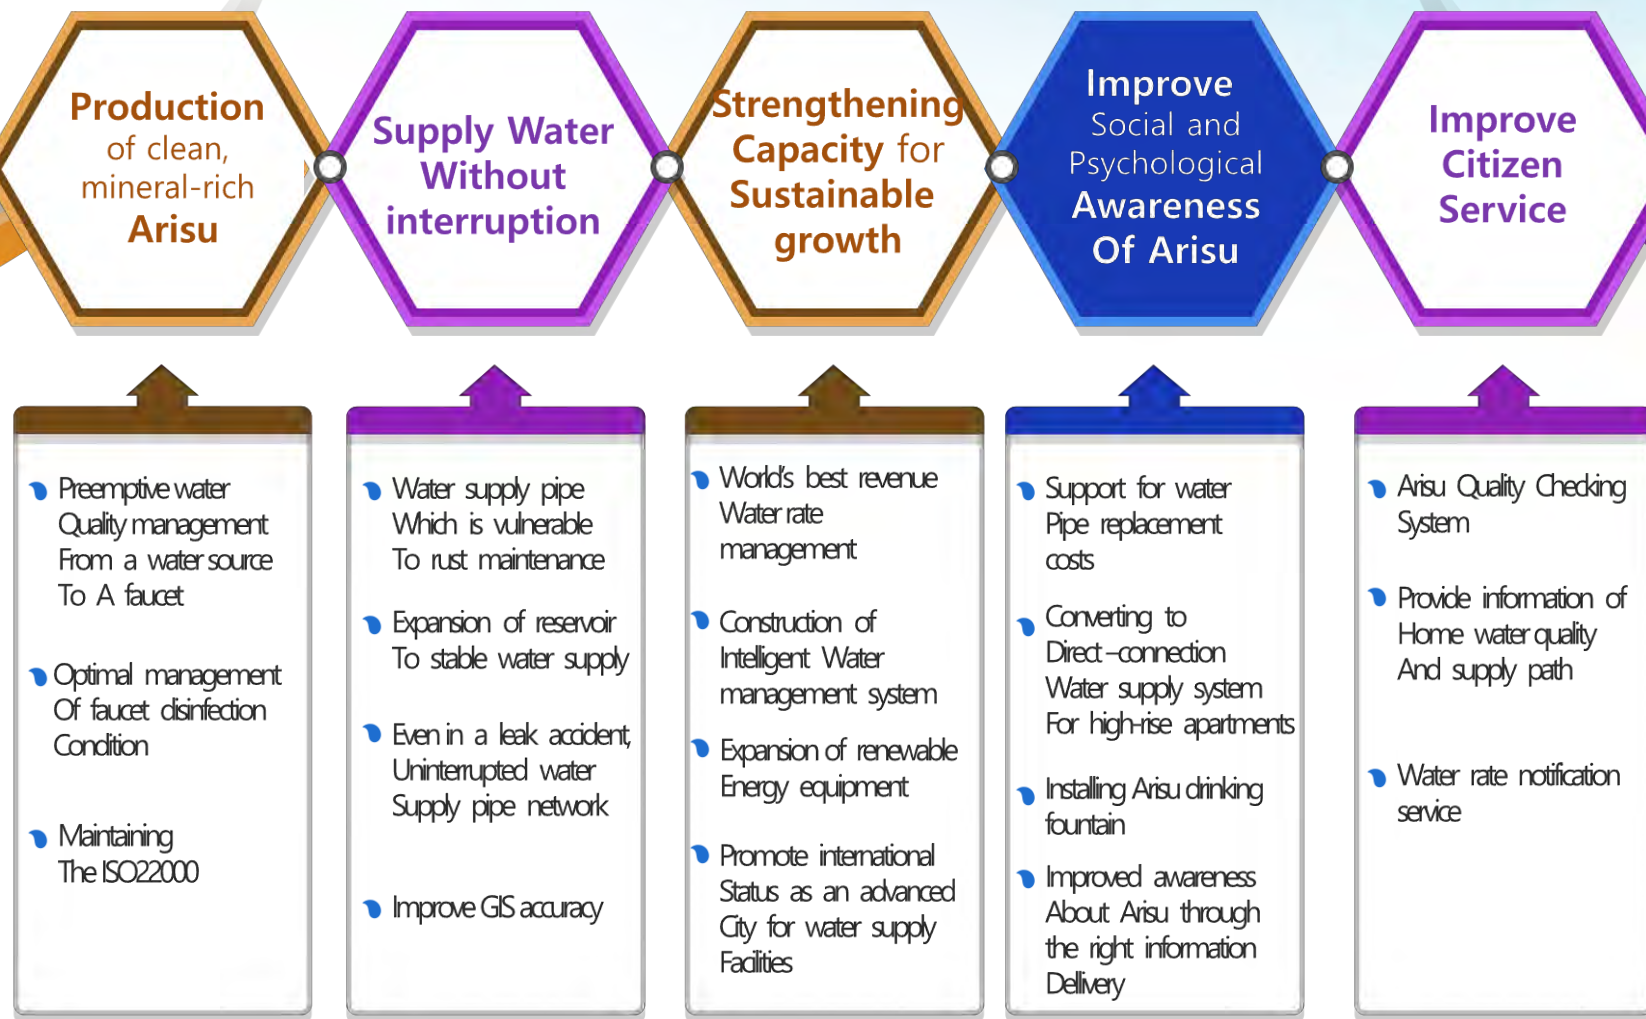 Production
of clean,
mineral-rich
Arisu
Supply Water
Without
interruption
Strengthening
Capacity for
Sustainable
growth
Improve
Social and
Psychological
Awareness
Of Arisu
Improve
Citizen
Service
Preemptive water
Quality management
From a water source
To A faucet
Optimal management
Of faucet disinfection
Condition
Maintaining
The ISO22000
Water supply pipe
Which is vulnerable
To rust maintenance
Expansion of reservoir
To stable water supply
Even in a leak accident,
Uninterrupted water
Supply pipe network
Improve GIS accuracy
World's best revenue
Water rate
management
Construction of
Intelligent Water
management system
Expansion of renewable
Energy equipment
Promote international
Status as an advanced
City for water supply
Facilities
Support for water
Pipe replacement
costs
Converting to
Direct-connection
Water supply system
For high-rise apartments
Installing Arisu drinking
fountain
Improved awareness
About Arisu through
the right information
Dellivery
Arisu Quality Checking
System
Provide information of
Home water quality
And supply path
Water rate notification
service